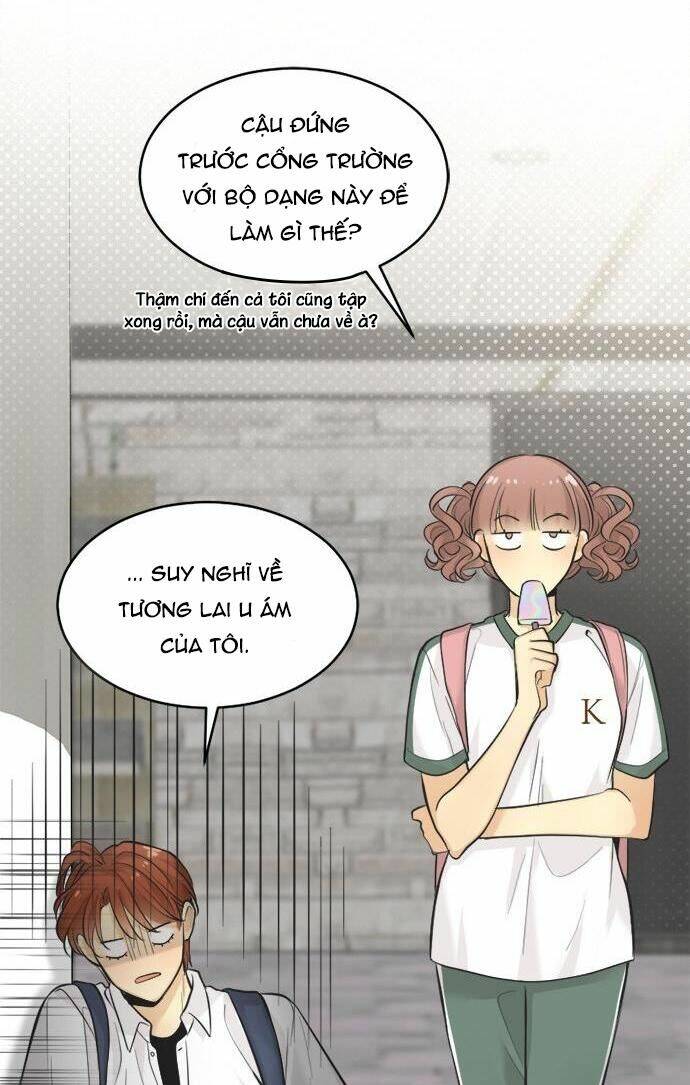 CẬU ĐỨNG
TRƯỚC CỔNG TRƯỜNG
VỚI BỘ DẠNG NÀY ĐỂ
LÀM GÌ THẾ?
Thậm chí đến cả tôi cũng tập
xong rồi, mà cậu vẫn chưa về à?
... SUY NGHĨ VỀ
TƯƠNG LAI U ÁM
CỦA TÔI.
K